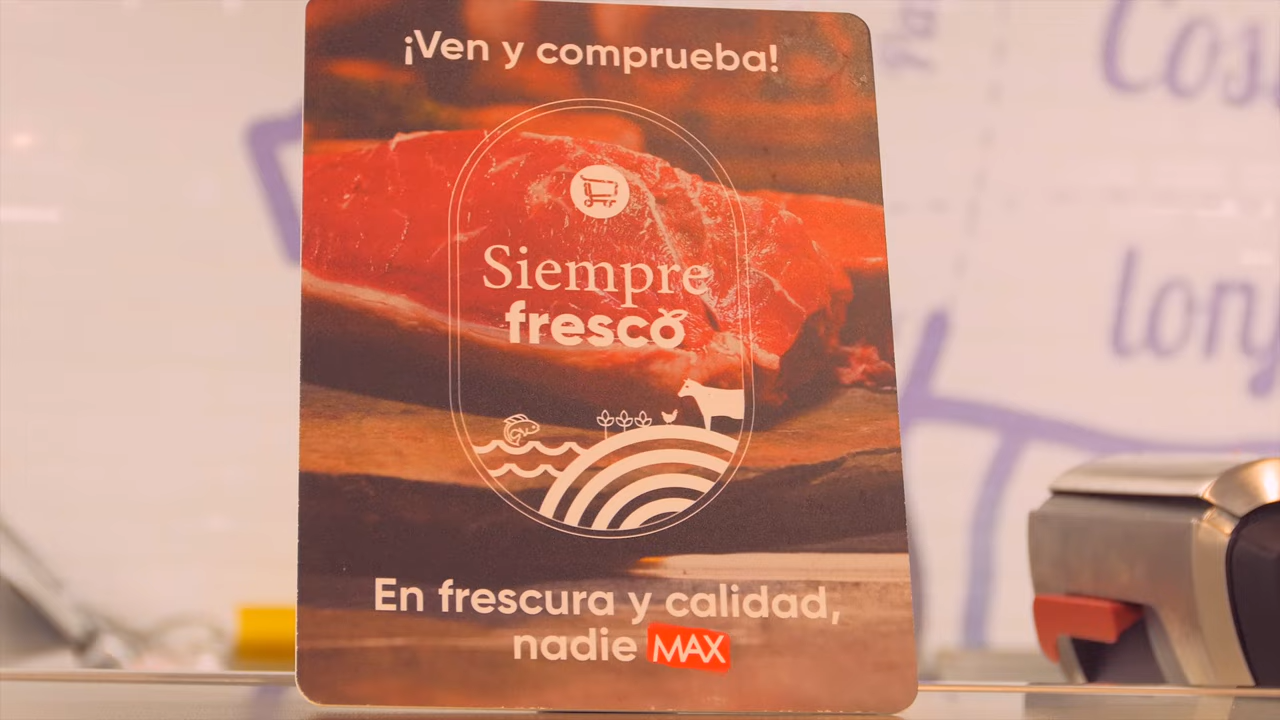 ¡Ven y comprueba!
Siempre
fresco
En frescura y calidad,
nadie MAX